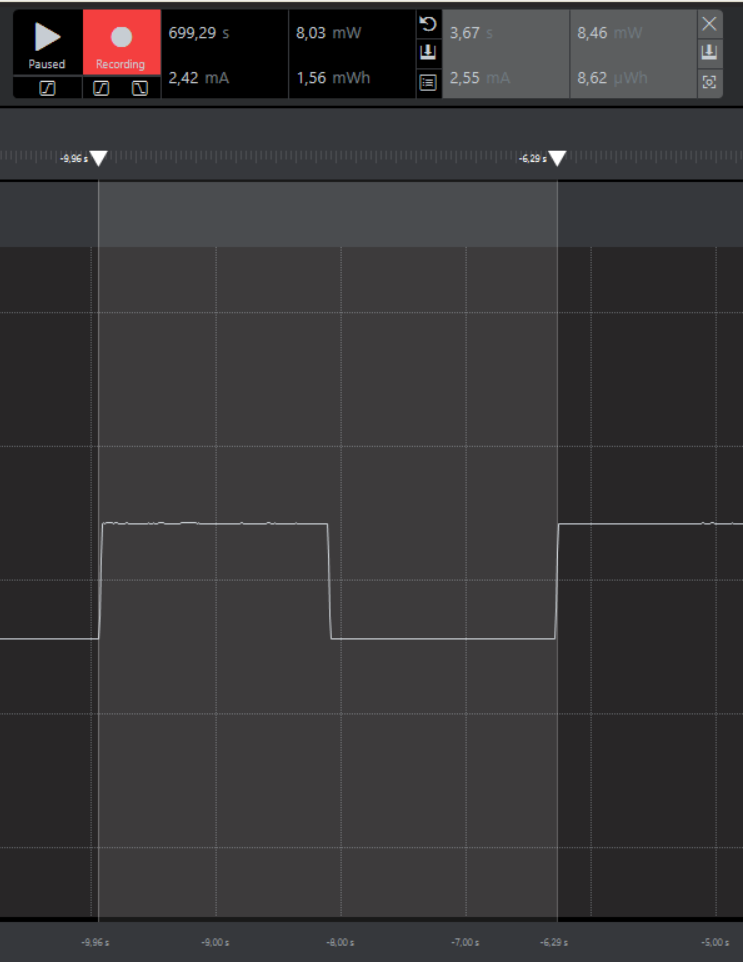 699,29 s
8,03 mW
3,67 s
8,46 mW
Paused
Recording
2,42 mA
1,56 mWh
2,55 mA
8,62 µWh
-9,96 s
-6,29 s
-9,96 s
-9,00 s
-8,00 s
-7,00 s
-6,29 s
-5,00 s